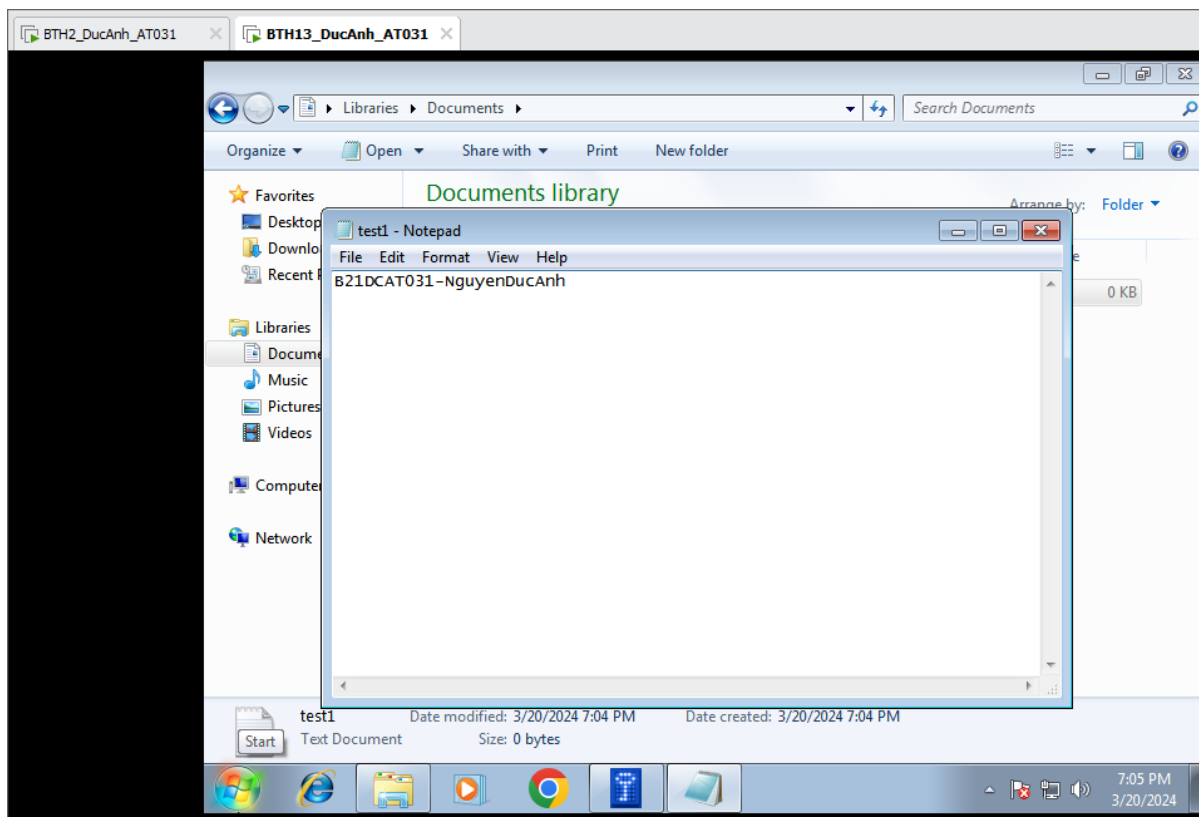 BTH2_DucAnh_AT031
BTH13_DucAnh_AT031
Libraries
Documents
Search Documents
Organize
Open
Share with
Print
New folder
Favorites
Desktop
Recent
Libraries
Music
Pictures
Videos
Network
Documents library
Arrange by: Folder
0 KB
test1 - Notepad
File Edit Format View Help
B21DCAT031-NguyenDucAnh
test1 Date modified: 3/20/2024 7:04 PM Date created: 3/20/2024 7:04 PM
Text Document Size: 0 bytes
Start
7:05 PM
3/20/2024